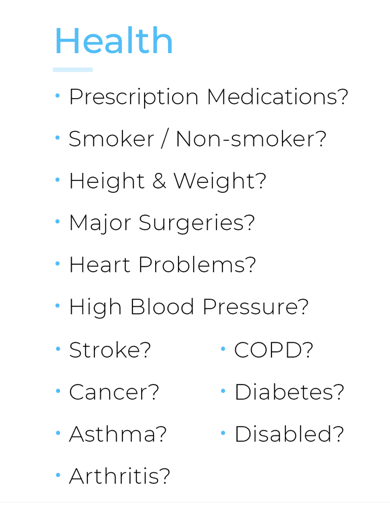 Health
• Prescription Medications?
• Smoker / Non-smoker?
• Height & Weight?
• Major Surgeries?
• Heart Problems?
• High Blood Pressure?
• Stroke? • COPD?
• Cancer? • Diabetes?
• Asthma? • Disabled?
• Arthritis?